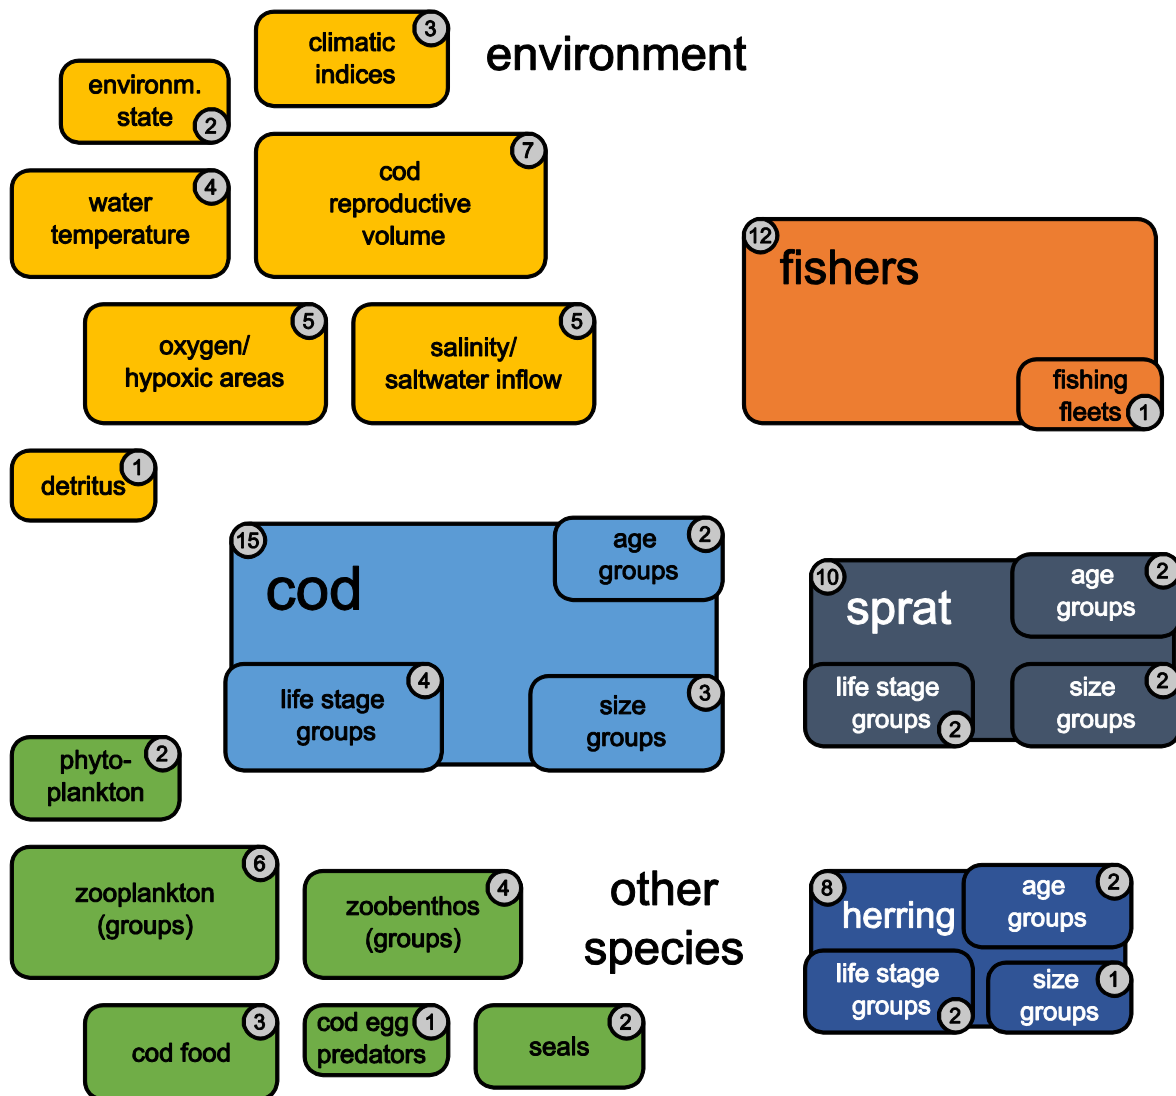 3
climatic
indices
environment
environm.
state
2
7
cod
reproductive
volume
4
water
temperature
12
fishers
5
oxygen/
hypoxic areas
5
salinity/
saltwater inflow
fishing
fleets
1
1
detritus
15
cod
2
age
groups
4
life stage
groups
3
size
groups
10
sprat
2
age
groups
life stage
groups
2
2
size
groups
2
phyto-
plankton
6
zooplankton
(groups)
4
zoobenthos
(groups)
other
species
8
herring
2
age
groups
life stage
groups
2
1
size
groups
3
cod food
1
cod egg
predators
2
seals